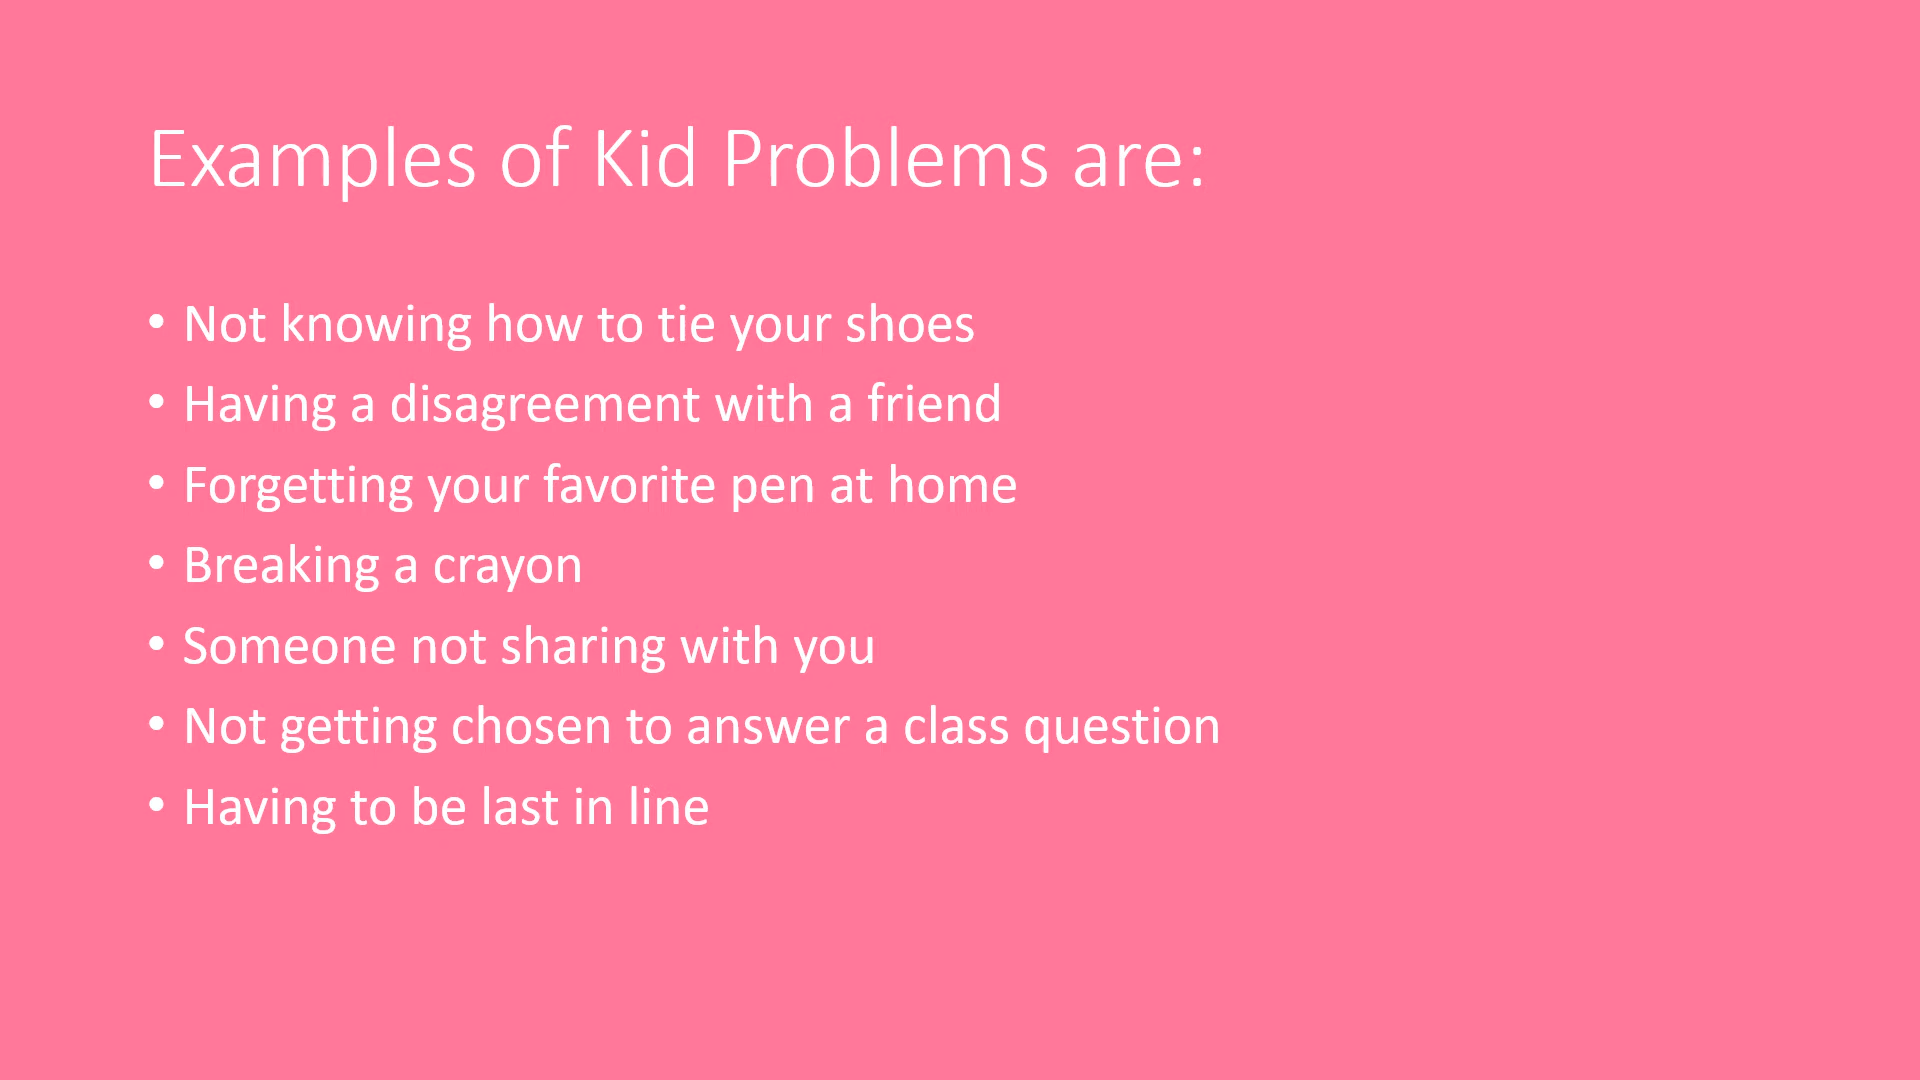 Examples of Kid Problems are:
• Not knowing how to tie your shoes
• Having a disagreement with a friend
• Forgetting your favorite pen at home
• Breaking a crayon
• Someone not sharing with you
• Not getting chosen to answer a class question
• Having to be last in line